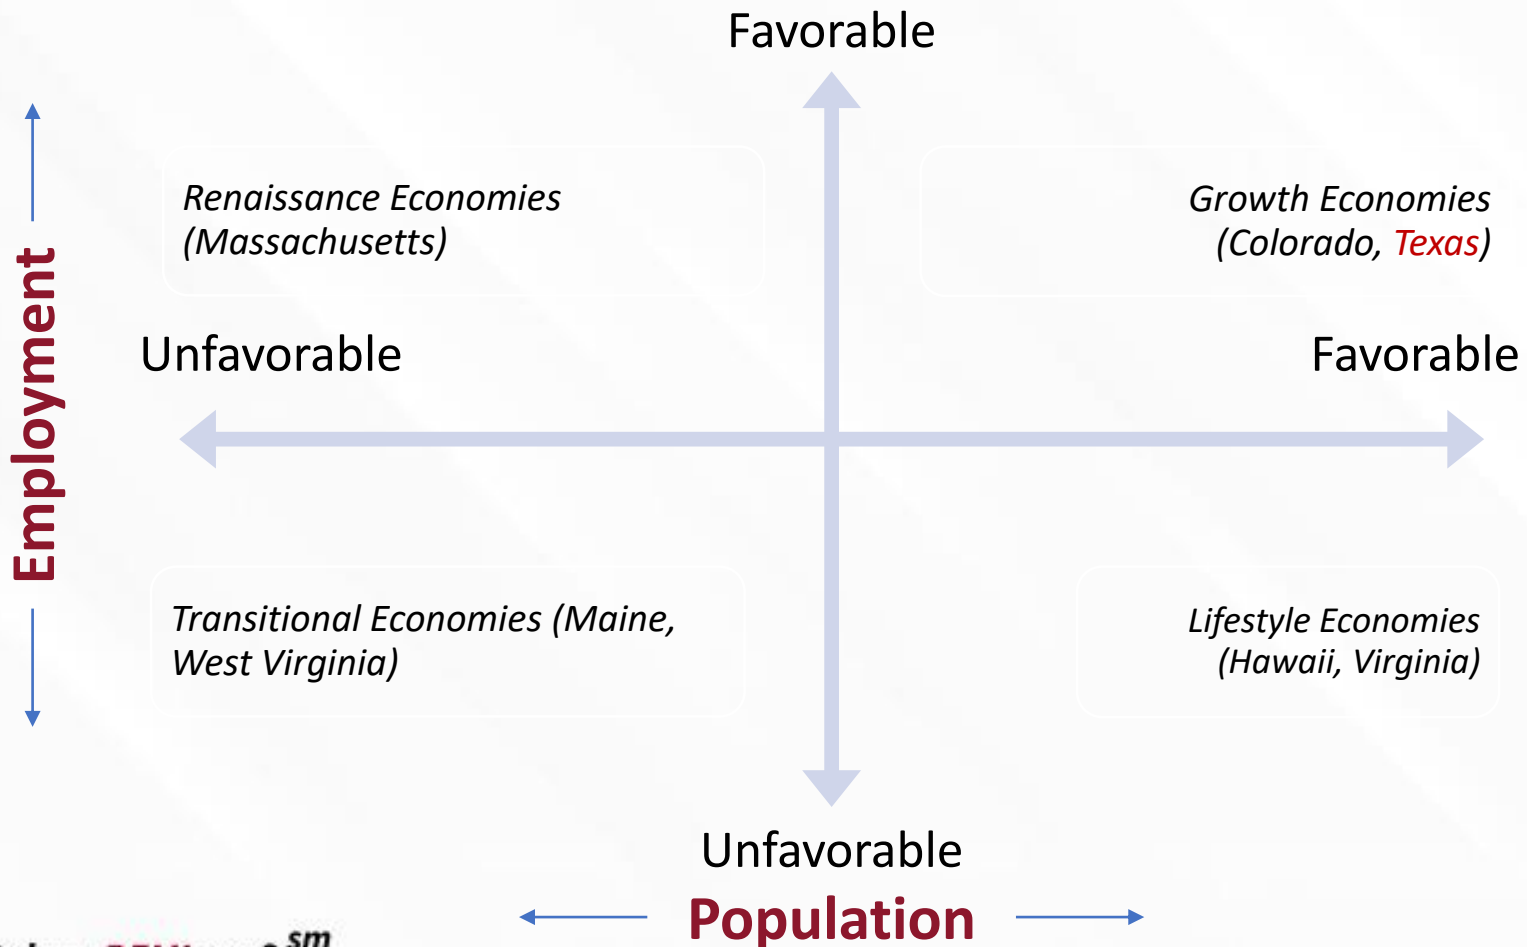 Favorable
Renaissance Economies
(Massachusetts)
Growth Economies
(Colorado, Texas)
Employment
Unfavorable
Favorable
Transitional Economies (Maine,
West Virginia)
Lifestyle Economies
(Hawaii, Virginia)
Unfavorable
Population
sm